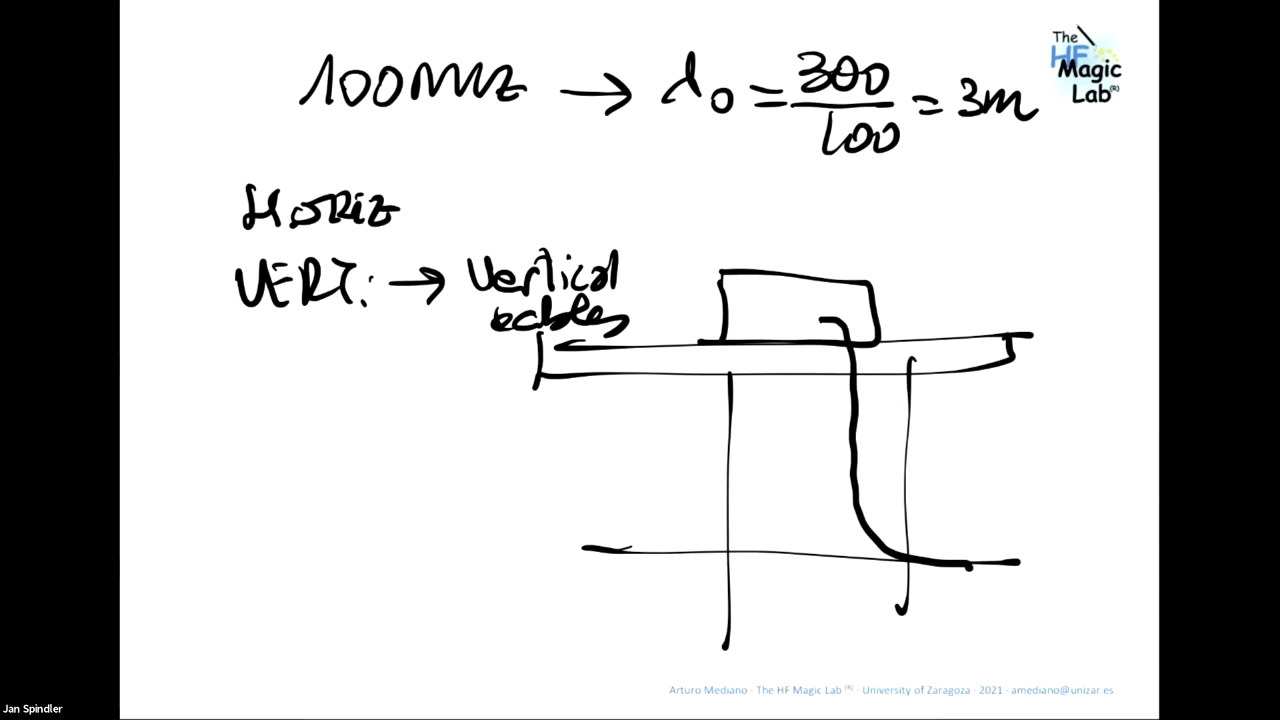 100MHz → λ₀ = 300/100 = 3m
The
HF
Magic
Lab(R)
HORIZ
VERT: → Vertical
cables
Arturo Mediano · The HF Magic Lab (R) · University of Zaragoza · 2021 · amediano@unizar.es
Jan Spindler